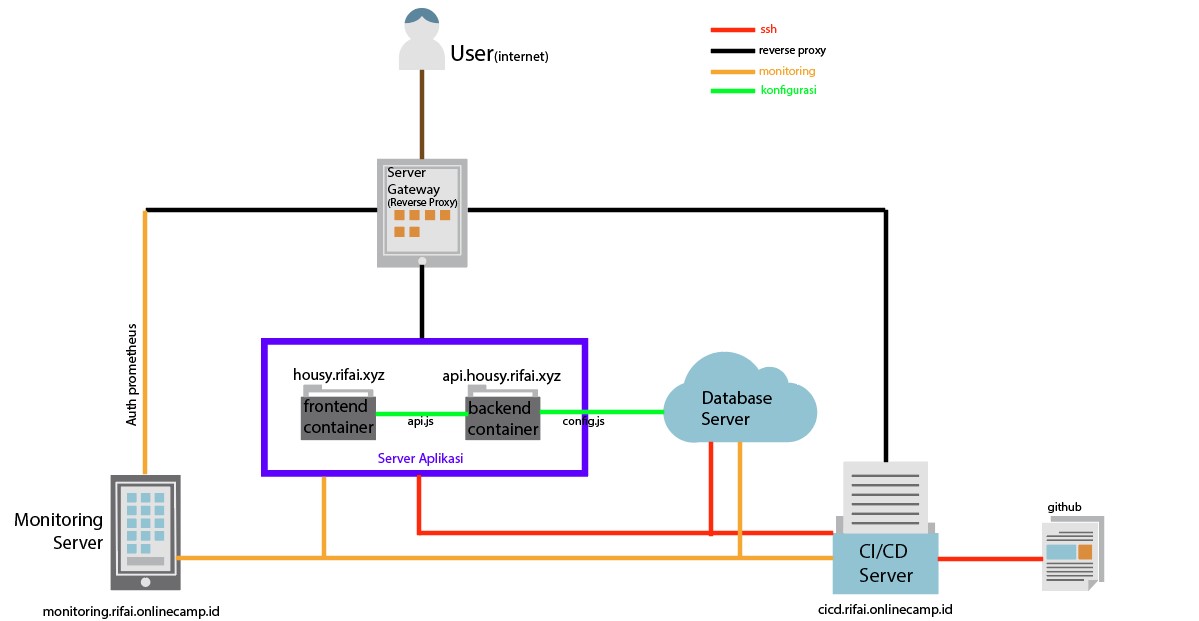 User(internet)
ssh
reverse proxy
monitoring
konfigurasi
Server
Gateway
(Reverse Proxy)
Auth prometheus
housy.rifai.xyz
api.housy.rifai.xyz
frontend
container
api.js
backend
container
config.js
Database
Server
Server Aplikasi
Monitoring
Server
monitoring.rifai.onlinecamp.id
CI/CD
Server
cicd.rifai.onlinecamp.id
github